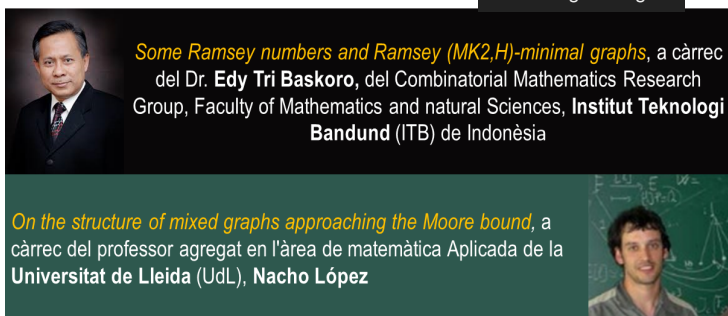 Some Ramsey numbers and Ramsey (MK2,H)-minimal graphs, a càrrec
del Dr. Edy Tri Baskoro, del Combinatorial Mathematics Research
Group, Faculty of Mathematics and natural Sciences, Institut Teknologi
Bandund (ITB) de Indonèsia
On the structure of mixed graphs approaching the Moore bound, a
càrrec del professor agregat en l'àrea de matemàtica Aplicada de la
Universitat de Lleida (UdL), Nacho López